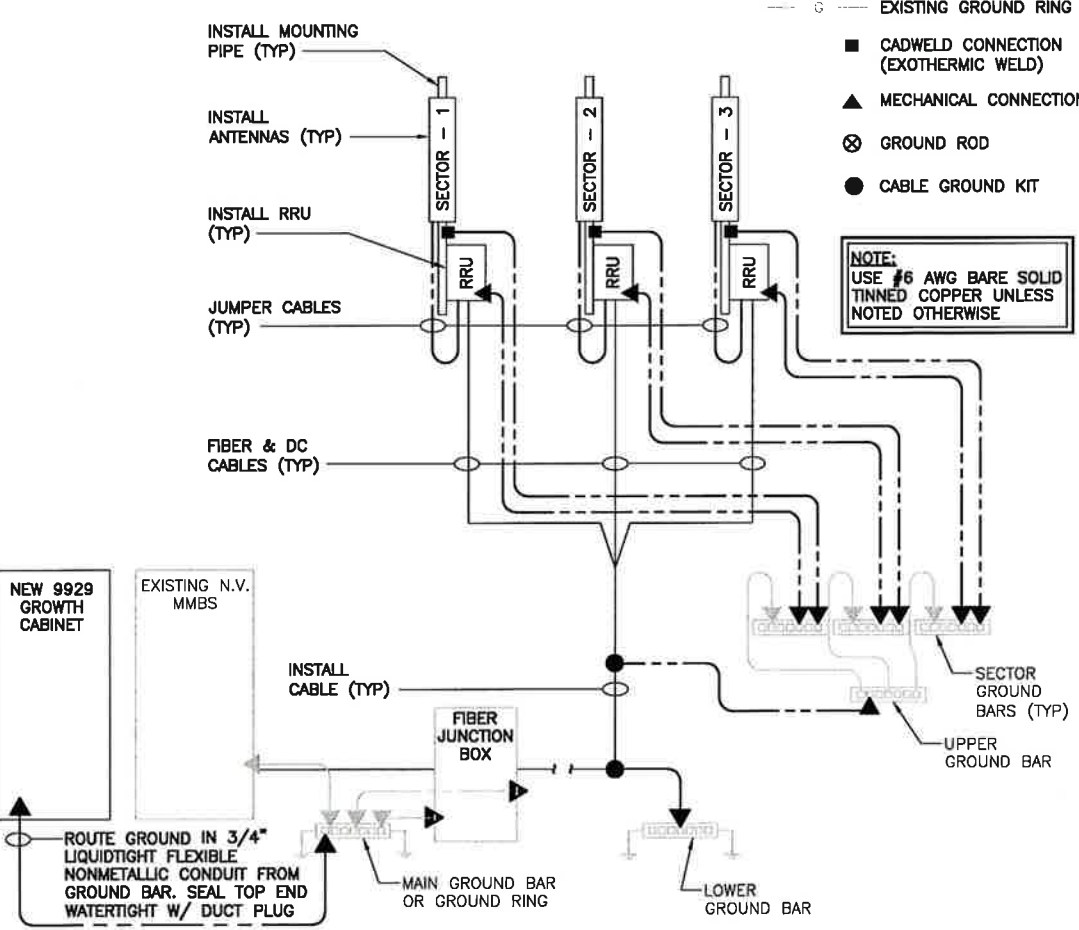 G EXISTING GROUND RING
CADWELD CONNECTION
(EXOTHERMIC WELD)
MECHANICAL CONNECTION
GROUND ROD
CABLE GROUND KIT
NOTE:
USE #6 AWG BARE SOLID
TINNED COPPER UNLESS
NOTED OTHERWISE
INSTALL MOUNTING
PIPE (TYP)
INSTALL
ANTENNAS (TYP)
INSTALL RRU
(TYP)
JUMPER CABLES
(TYP)
FIBER & DC
CABLES (TYP)
SECTOR - 1
SECTOR - 2
SECTOR - 3
RRU
RRU
RRU
NEW 9929
GROWTH
CABINET
EXISTING N.V.
MMBS
INSTALL
CABLE (TYP)
FIBER
JUNCTION
BOX
SECTOR
GROUND
BARS (TYP)
UPPER
GROUND BAR
ROUTE GROUND IN 3/4"
LIQUIDTIGHT FLEXIBLE
NONMETALLIC CONDUIT FROM
GROUND BAR. SEAL TOP END
WATERTIGHT W/ DUCT PLUG
MAIN GROUND BAR
OR GROUND RING
LOWER
GROUND BAR